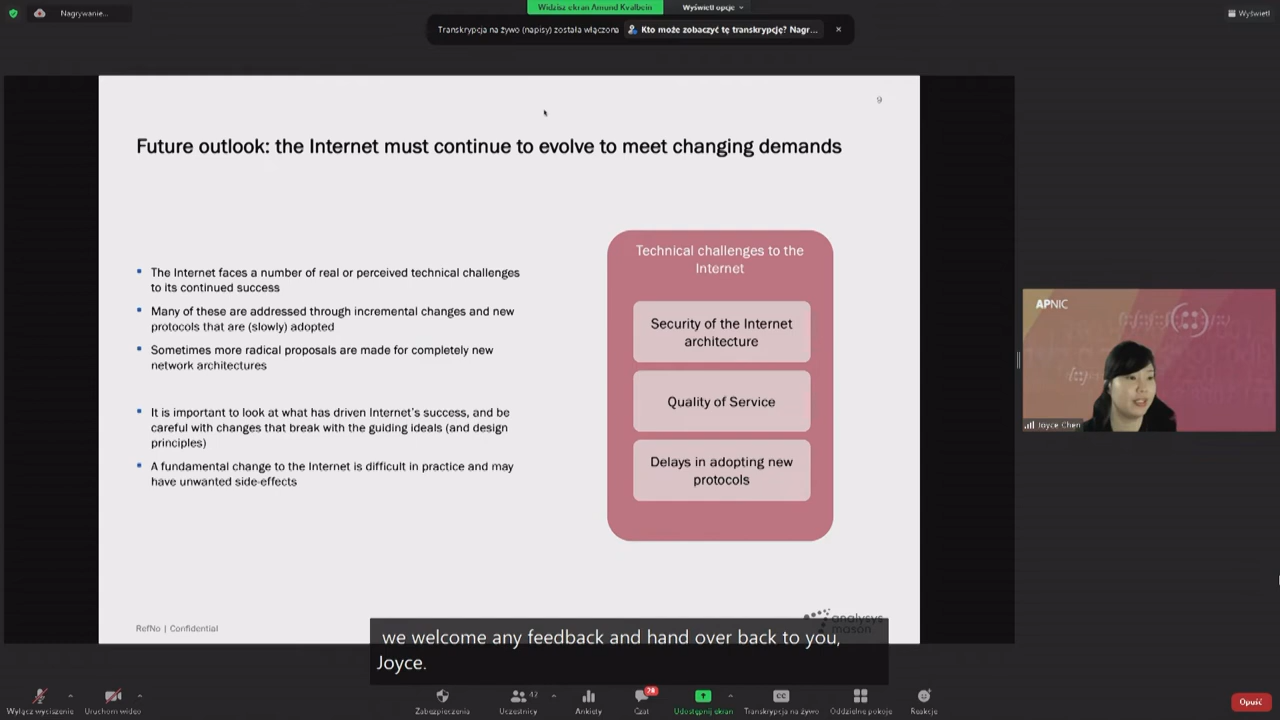 Nagrywanie...
Widzisz ekran Amund Kvalbein
Wyświetl opcje
Wyświetl
Transkrypcja na żywo (napisy) została włączona
Kto może zobaczyć tę transkrypcję? Nagr...
9
Future outlook: the Internet must continue to evolve to meet changing demands
The Internet faces a number of real or perceived technical challenges
to its continued success
Many of these are addressed through incremental changes and new
protocols that are (slowly) adopted
Sometimes more radical proposals are made for completely new
network architectures
It is important to look at what has driven Internet's success, and be
careful with changes that break with the guiding ideals (and design
principles)
A fundamental change to the Internet is difficult in practice and may
have unwanted side-effects
Technical challenges to the
Internet
Security of the Internet
architecture
Quality of Service
Delays in adopting new
protocols
APNIC
Joyce Chen
RefNo | Confidential
analysys
mason
we welcome any feedback and hand over back to you,
Joyce.
Wyłącz wyciszenie
Uruchom wideo
Zabezpieczenia
42
Uczestnicy
Ankiety
28
Czat
Udostępnij ekran
CC
Transkrypcja na żywo
Oddzielne pokoje
Reakcje
Opuść